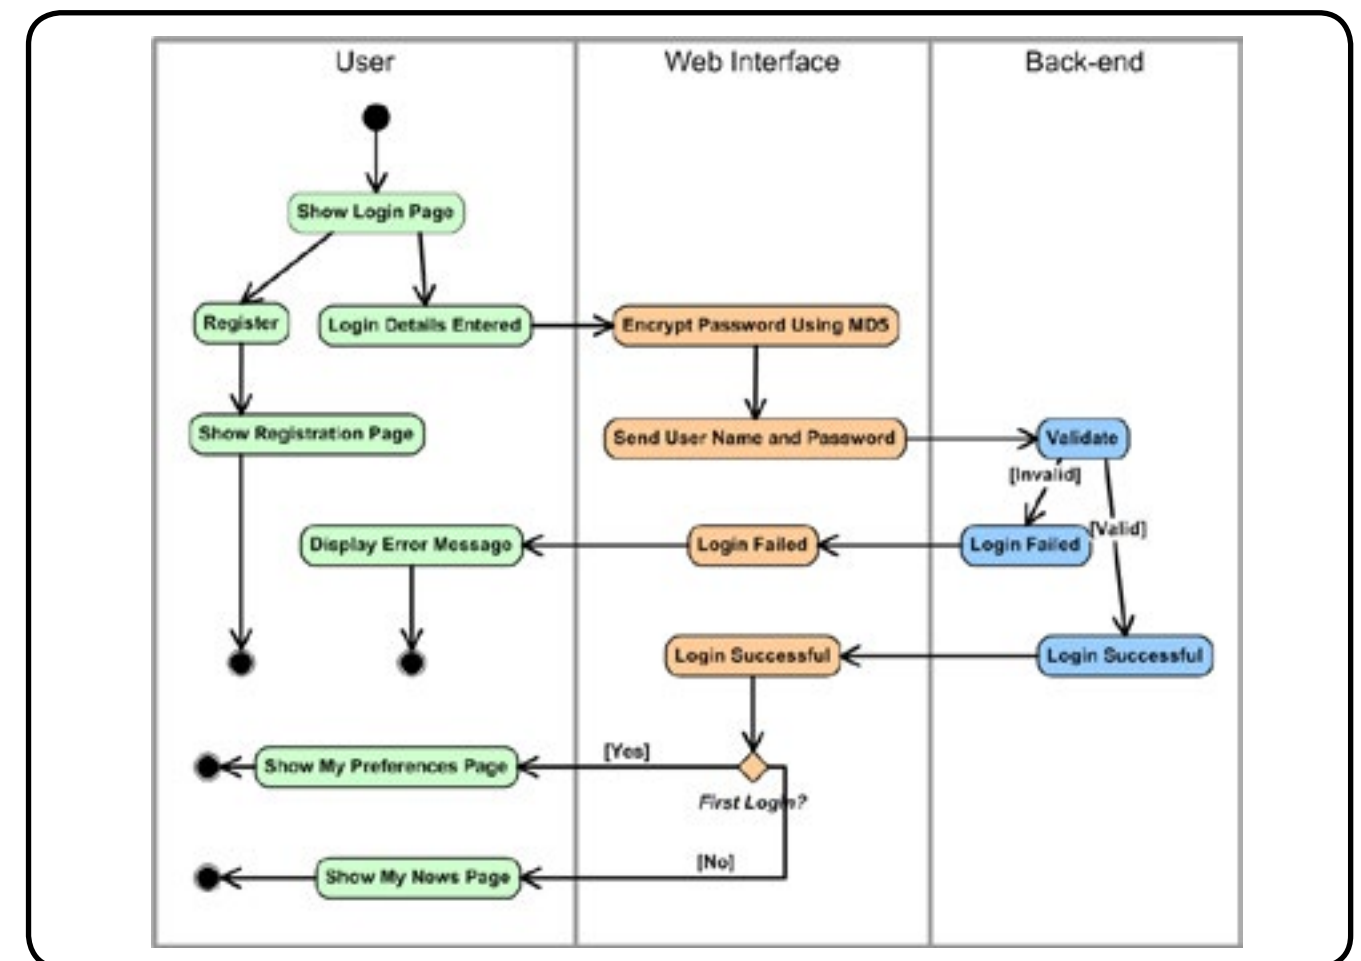 User
Web Interface
Back-end
Show Login Page
Register
Login Details Entered
Encrypt Password Using MD5
Show Registration Page
Send User Name and Password
Validate
[Invalid]
[Valid]
Display Error Message
Login Failed
Login Failed
Login Successful
Login Successful
[Yes]
Show My Preferences Page
First Login?
[No]
Show My News Page